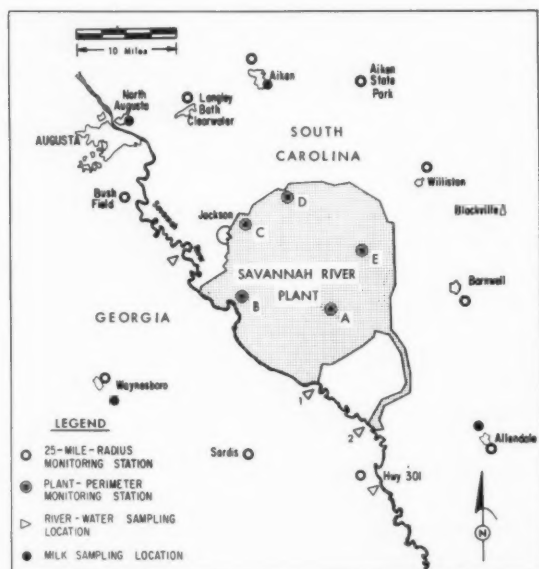 10 Miles
Aiken
Aiken
State
Park
North
Augusta
Langley
Bath
Clearwater
AUGUSTA
SOUTH
CAROLINA
Williston
Bush
Field
Savannah
Jackson
Blackville
D
C
E
SAVANNAH RIVER
PLANT
Barnwell
B
A
GEORGIA
Waynesboro
1
2
Allendale
Sardis
Hwy 301
N
LEGEND
25-MILE-RADIUS
MONITORING STATION
PLANT-PERIMETER
MONITORING STATION
RIVER-WATER SAMPLING
LOCATION
MILK SAMPLING LOCATION